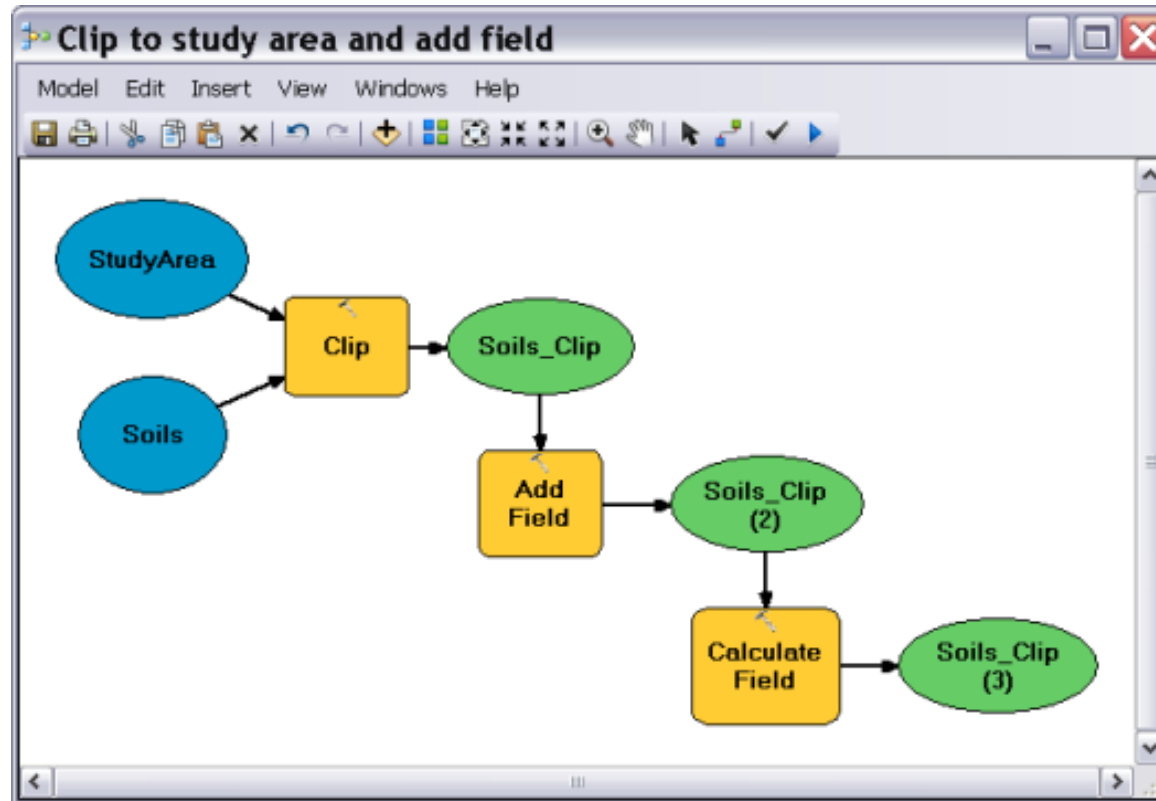 Clip to study area and add field
Model Edit Insert View Windows Help
StudyArea
Clip
Soils_Clip
Soils
Add
Field
Soils_Clip
(2)
Calculate
Field
Soils_Clip
(3)